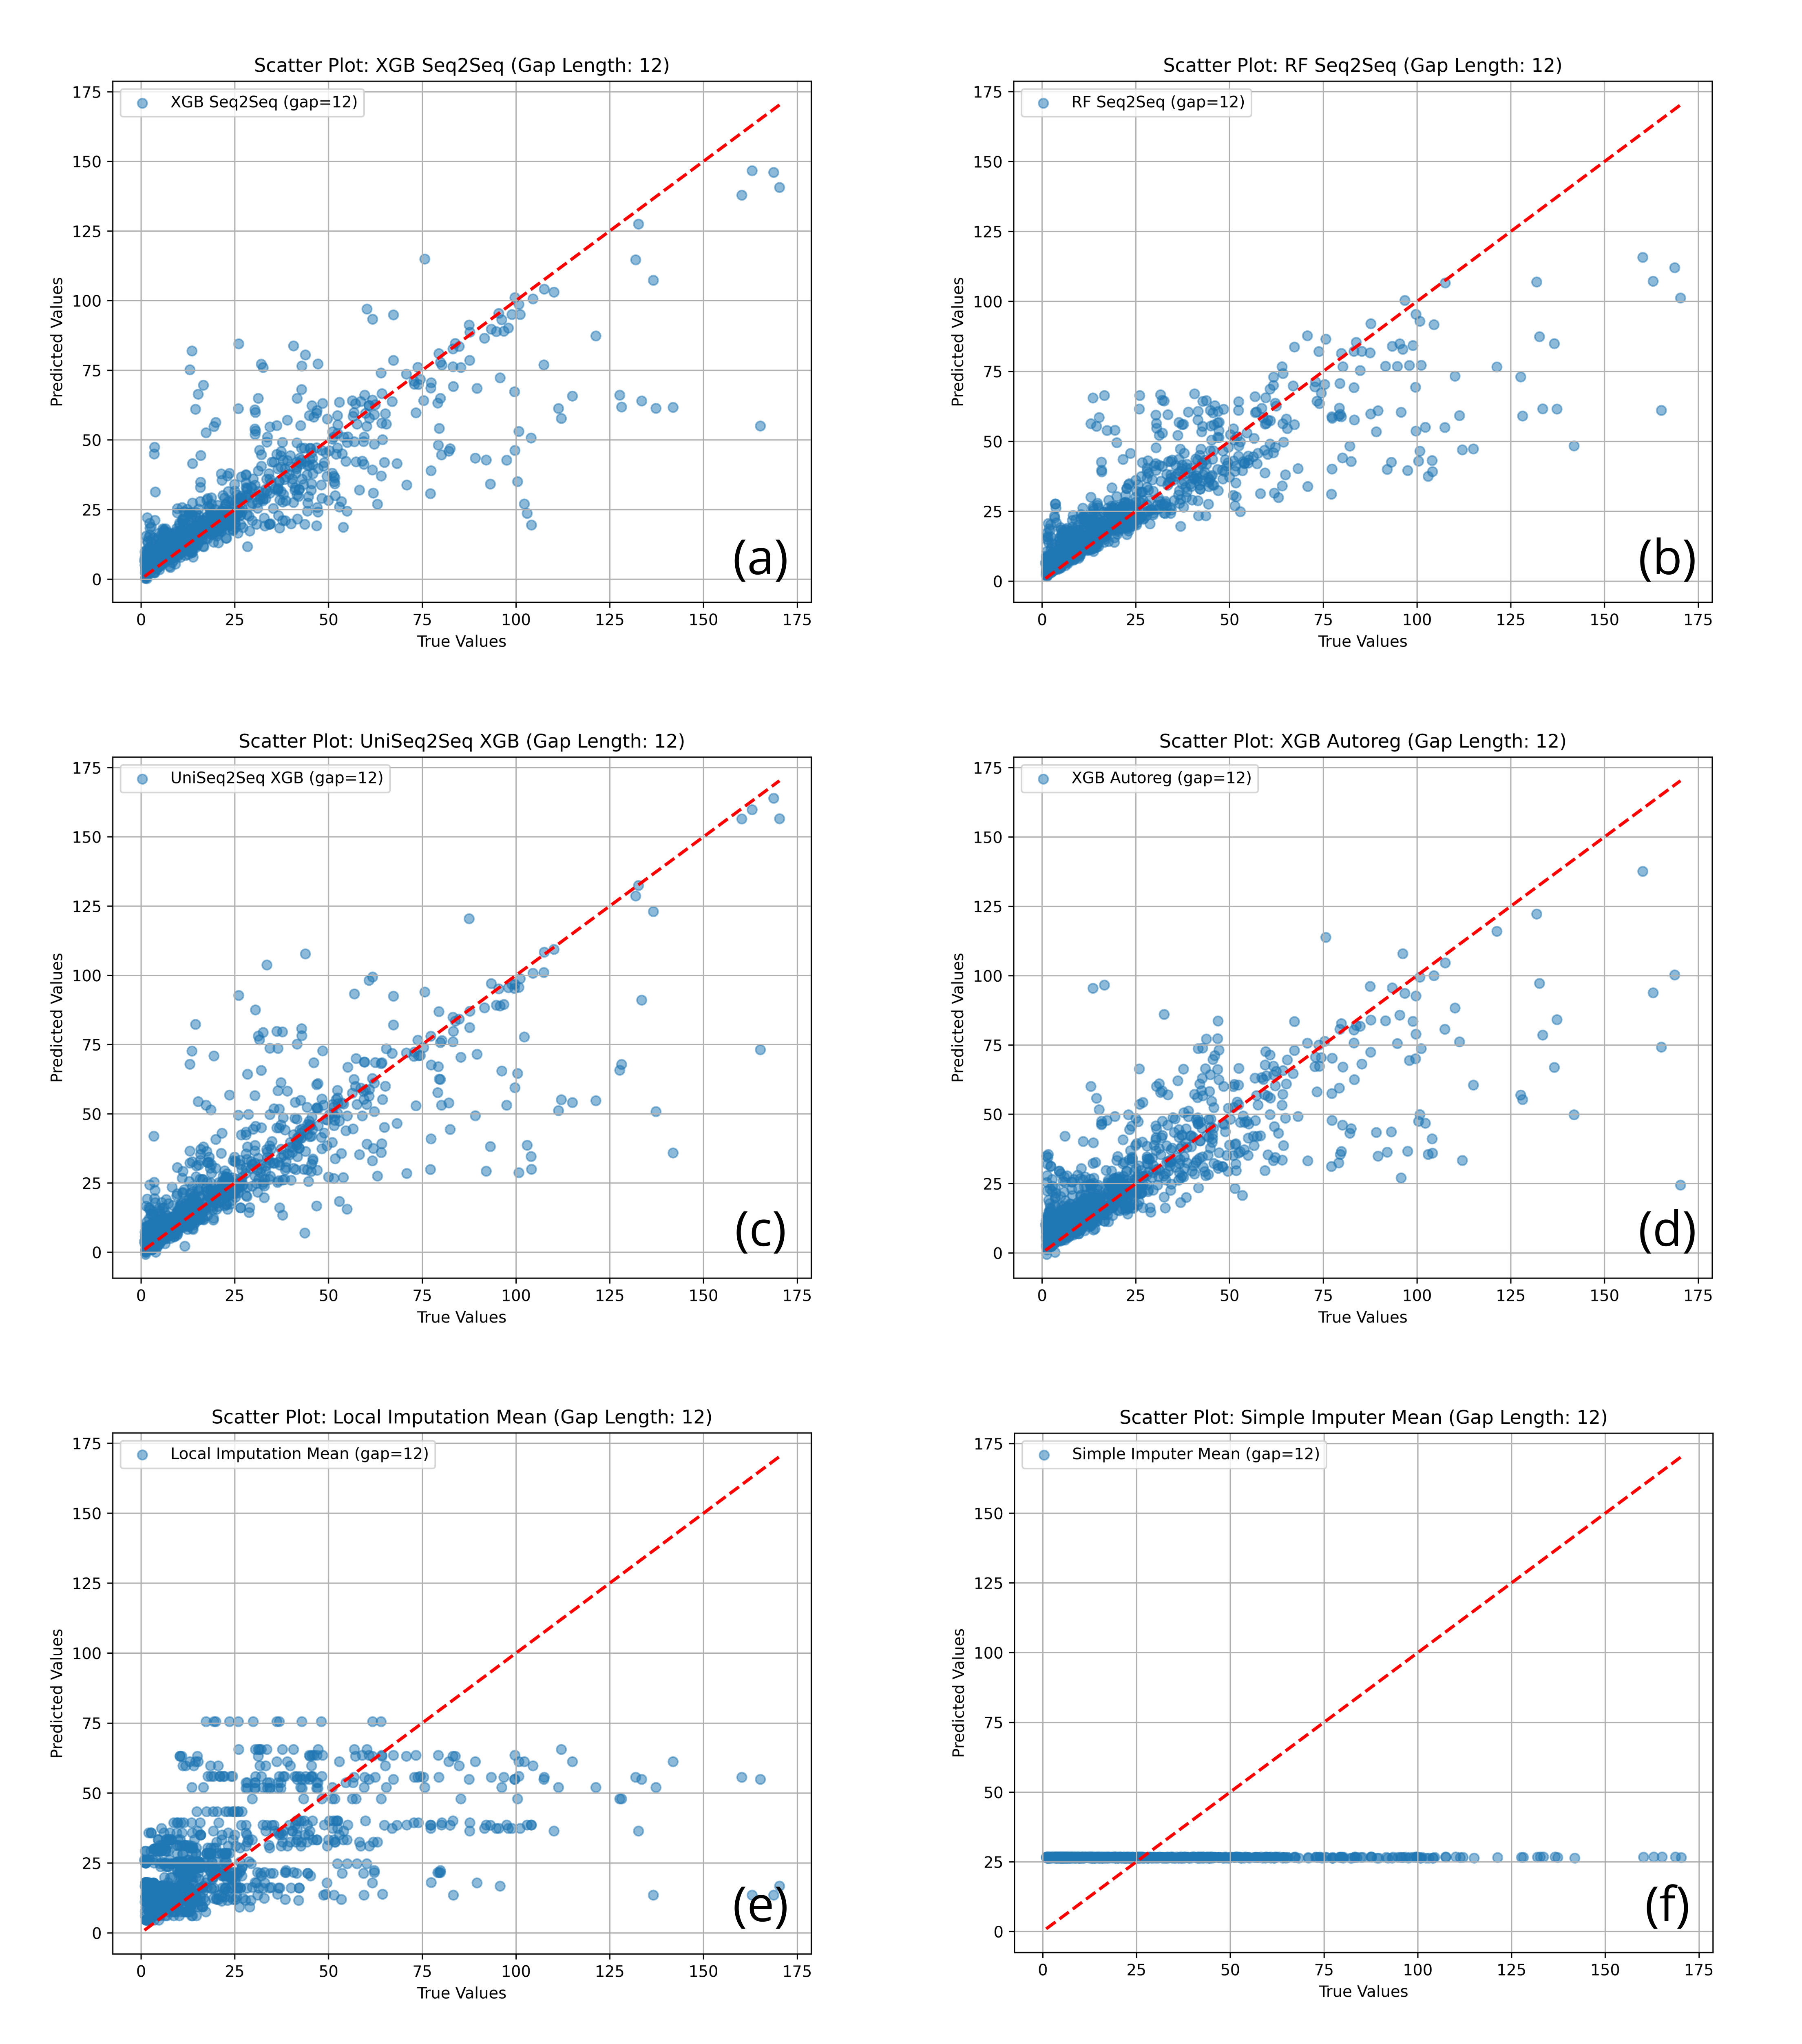 Scatter Plot: XGB Seq2Seq (Gap Length: 12)
XGB Seq2Seq (gap=12)
175
150
125
100
75
50
25
0
Predicted Values
0 25 50 75 100 125 150 175
True Values
(a)
Scatter Plot: RF Seq2Seq (Gap Length: 12)
RF Seq2Seq (gap=12)
175
150
125
100
75
50
25
0
Predicted Values
0 25 50 75 100 125 150 175
True Values
(b)
Scatter Plot: UniSeq2Seq XGB (Gap Length: 12)
UniSeq2Seq XGB (gap=12)
175
150
125
100
75
50
25
0
Predicted Values
0 25 50 75 100 125 150 175
True Values
(c)
Scatter Plot: XGB Autoreg (Gap Length: 12)
XGB Autoreg (gap=12)
175
150
125
100
75
50
25
0
Predicted Values
0 25 50 75 100 125 150 175
True Values
(d)
Scatter Plot: Local Imputation Mean (Gap Length: 12)
Local Imputation Mean (gap=12)
175
150
125
100
75
50
25
0
Predicted Values
0 25 50 75 100 125 150 175
True Values
(e)
Scatter Plot: Simple Imputer Mean (Gap Length: 12)
Simple Imputer Mean (gap=12)
175
150
125
100
75
50
25
0
Predicted Values
0 25 50 75 100 125 150 175
True Values
(f)